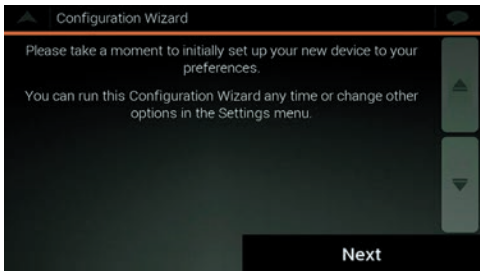 Configuration Wizard
Please take a moment to initially set up your new device to your
preferences.
You can run this Configuration Wizard any time or change other
options in the Settings menu.
Next